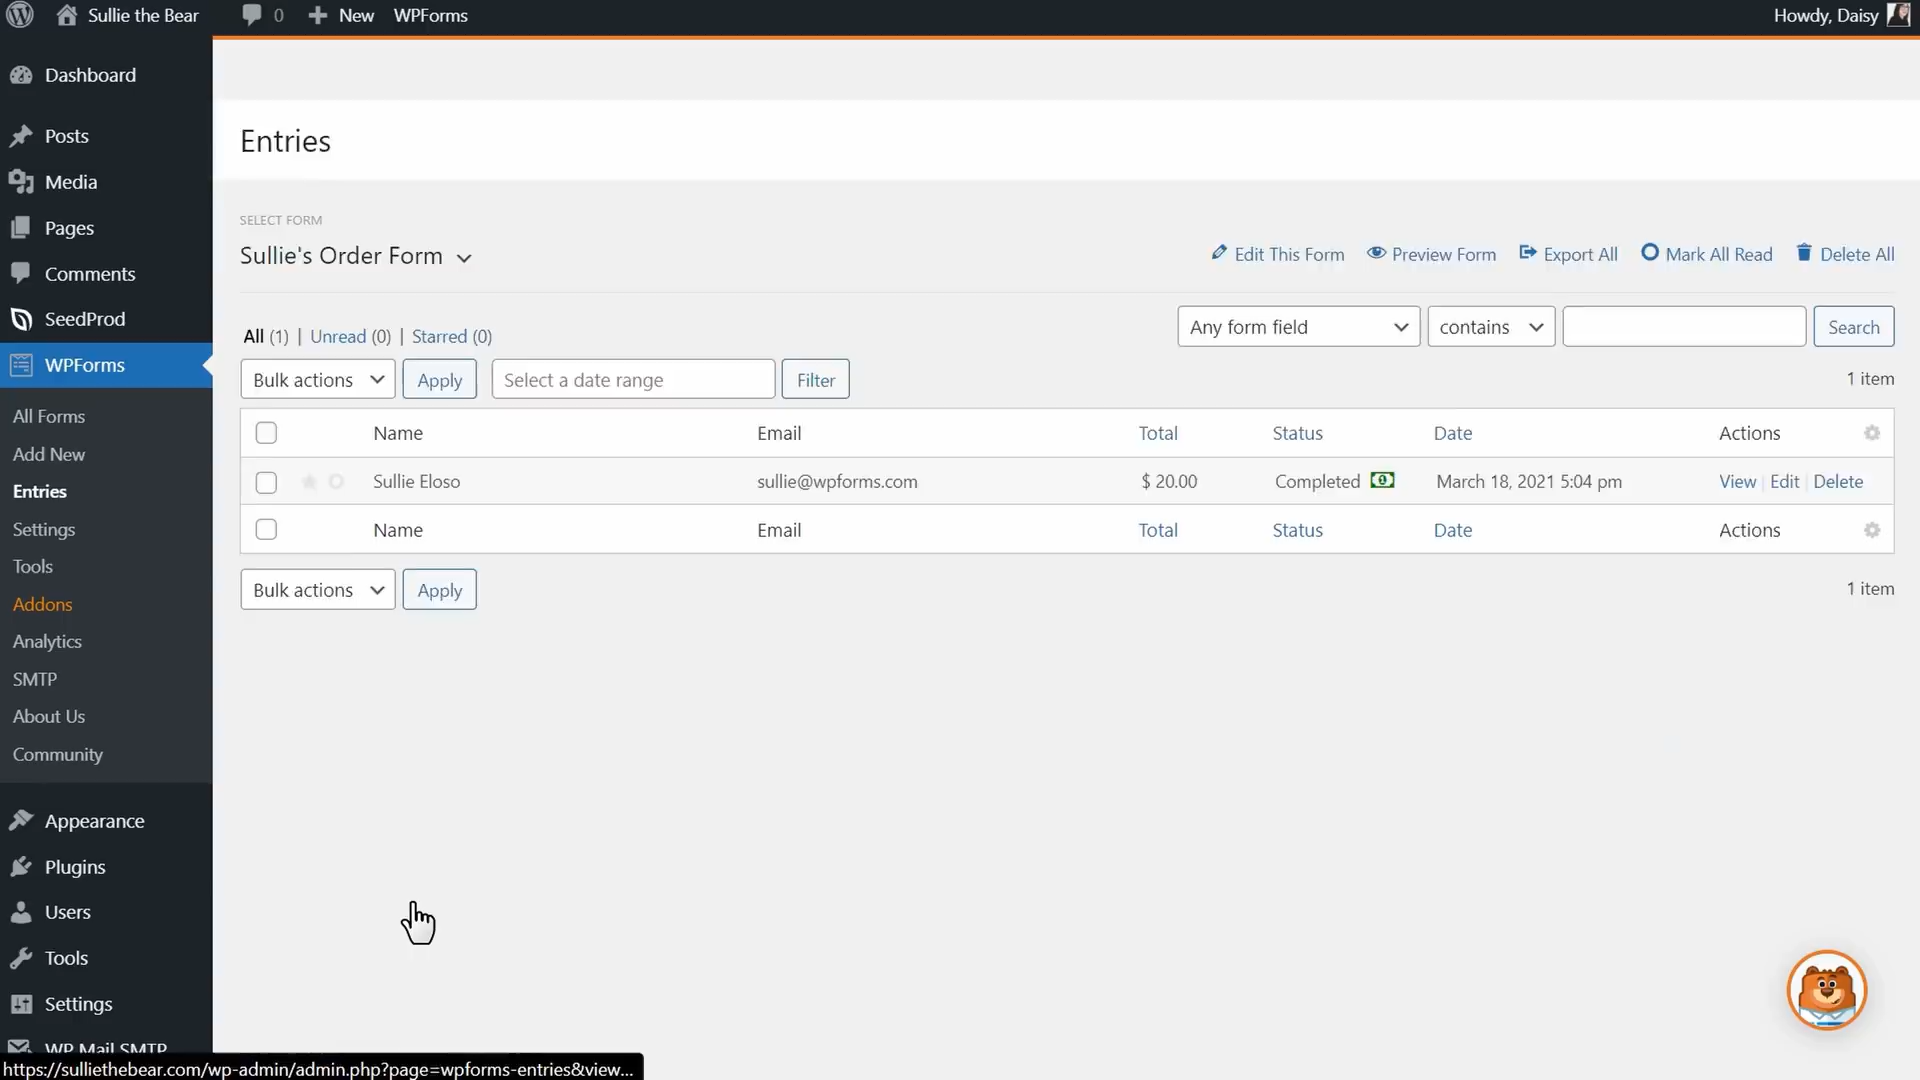 Sullie the Bear 0 New WPForms Howdy, Daisy
Dashboard
Posts
Media
Pages
Comments
SeedProd
WPForms
All Forms
Add New
Entries
Settings
Tools
Addons
Analytics
SMTP
About Us
Community
Appearance
Plugins
Users
Tools
Settings
WP Mail SMTP
Entries
SELECT FORM
Sullie's Order Form
Edit This Form Preview Form Export All Mark All Read Delete All
All (1) | Unread (0) | Starred (0)
Any form field contains Search
Bulk actions Apply Select a date range Filter
1 item
Name Email Total Status Date Actions
Sullie Eloso sullie@wpforms.com $ 20.00 Completed March 18, 2021 5:04 pm View | Edit | Delete
Name Email Total Status Date Actions
Bulk actions Apply
1 item
https://sulliethebear.com/wp-admin/admin.php?page=wpforms-entries&view...